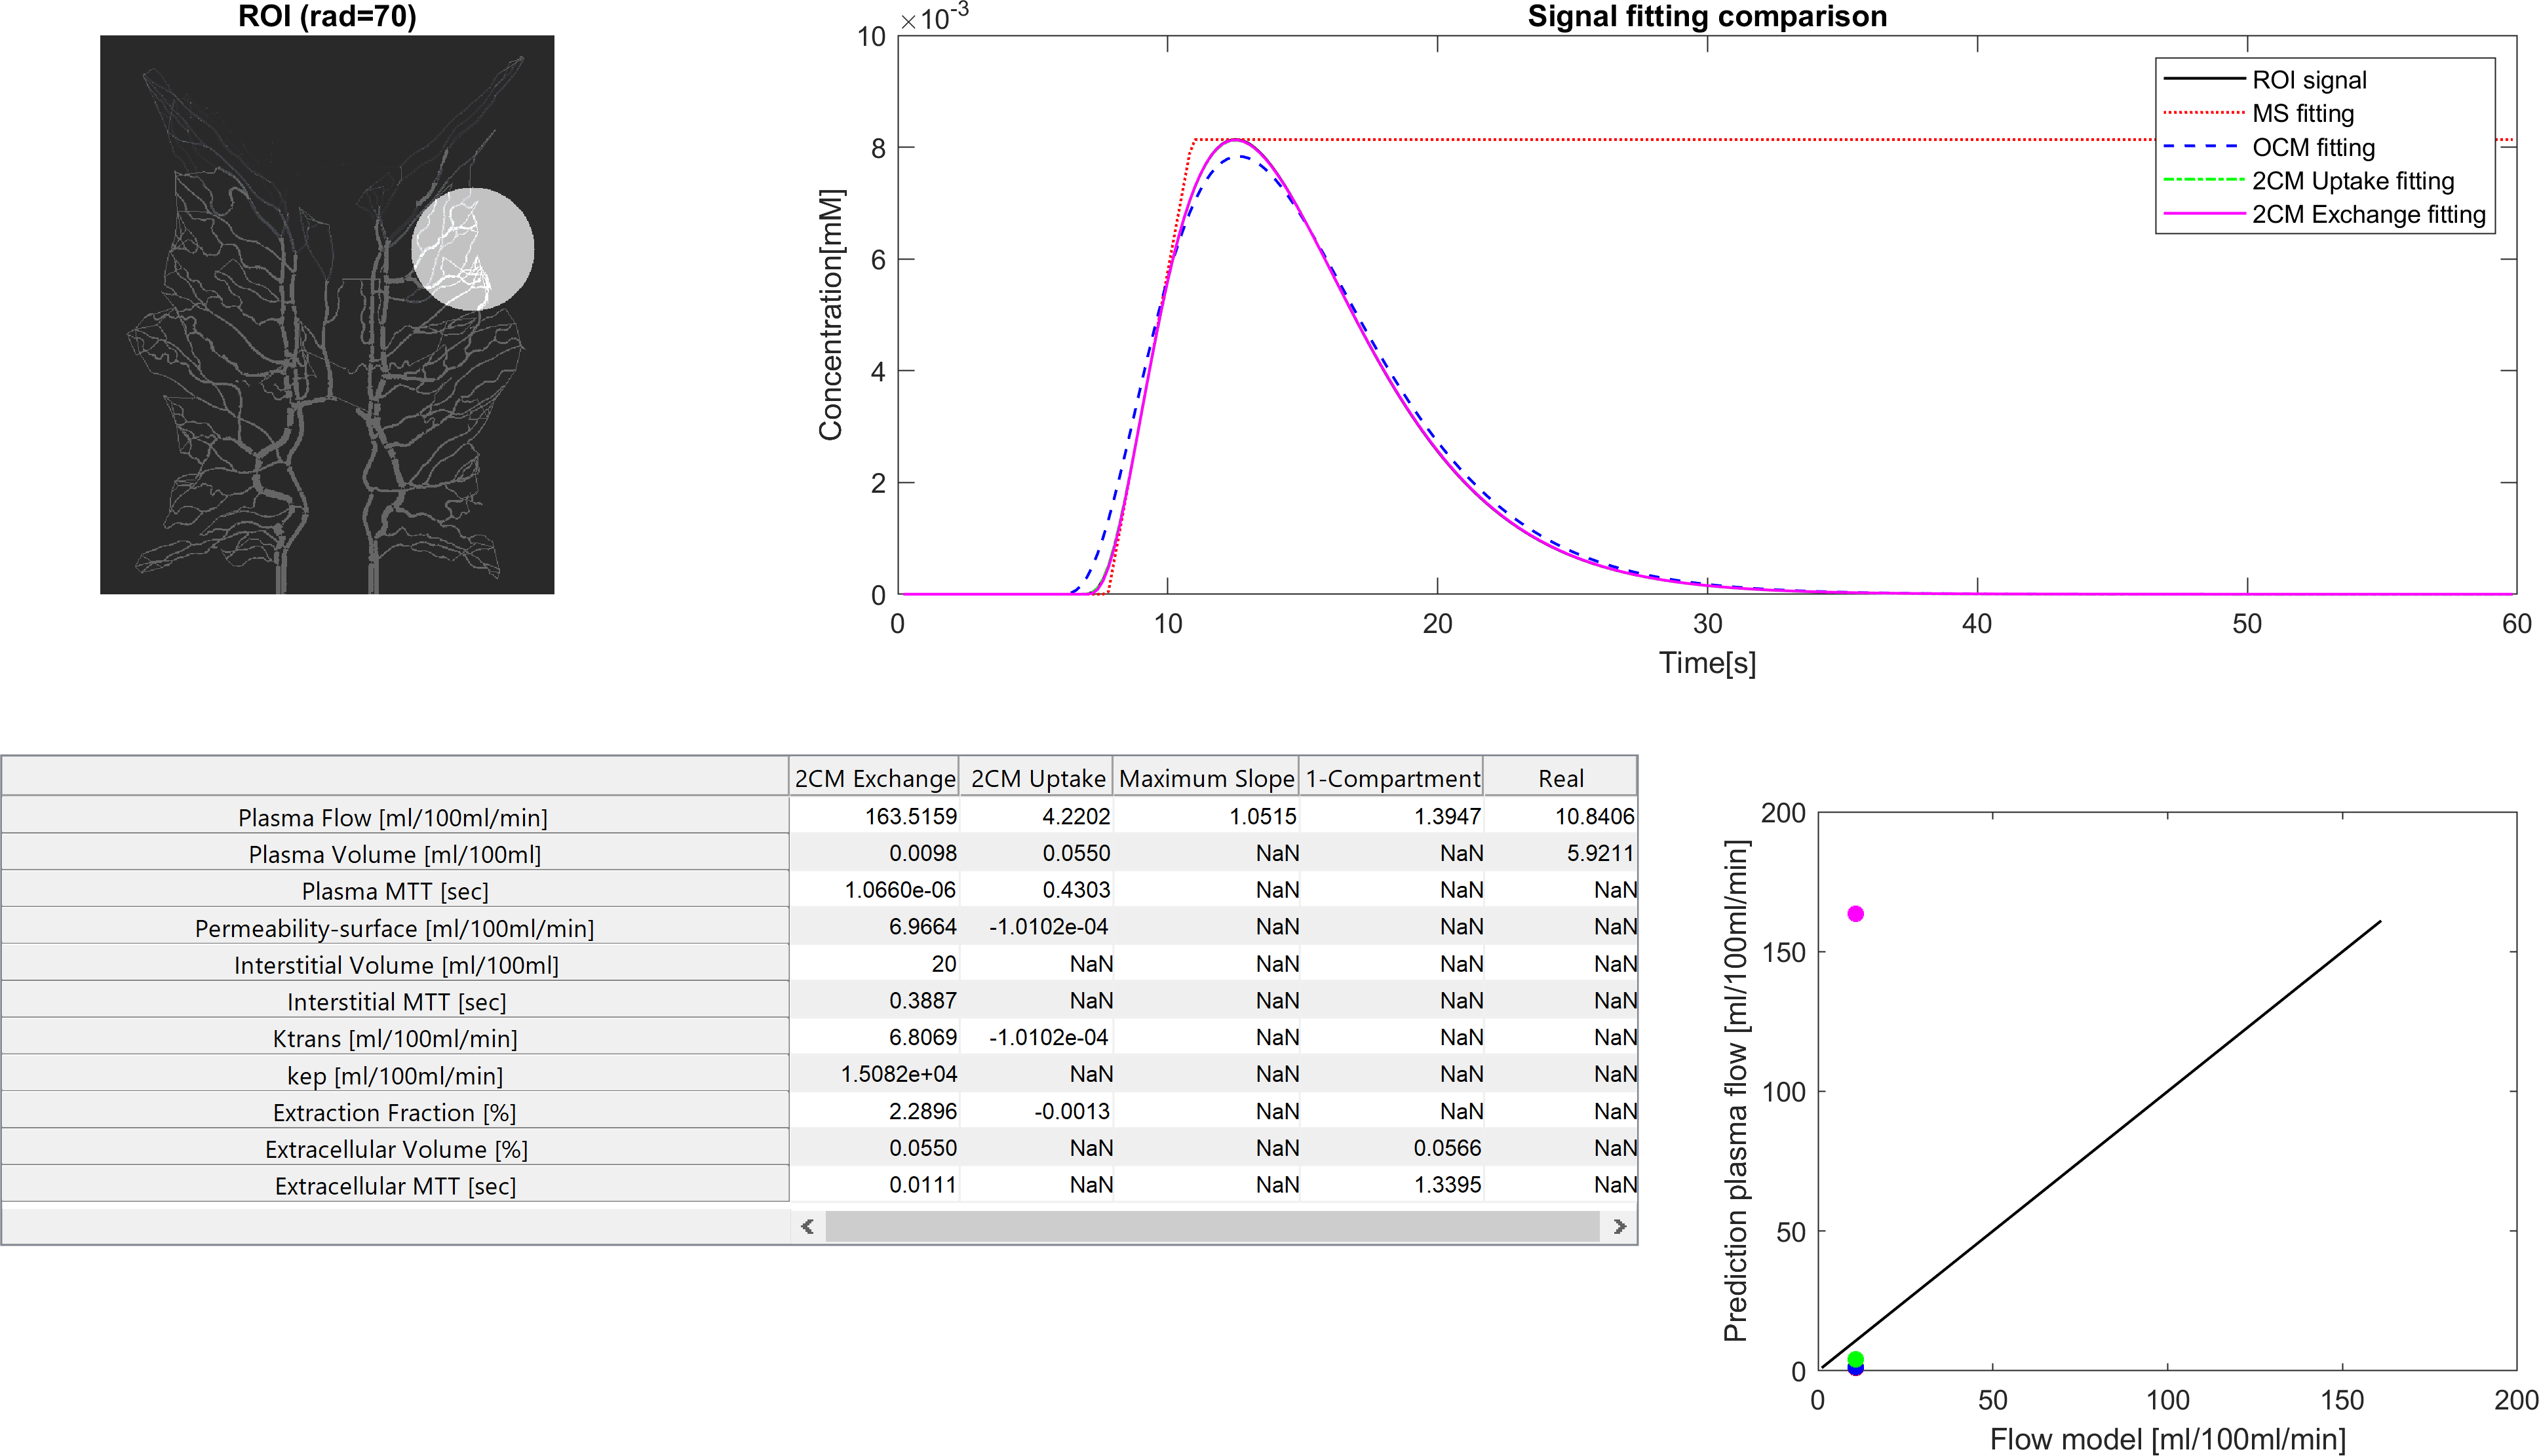 ROI (rad=70)
Signal fitting comparison
×10-3
10
8
6
4
2
0
Concentration[mM]
0 10 20 30 40 50 60
Time[s]
ROI signal
MS fitting
OCM fitting
2CM Uptake fitting
2CM Exchange fitting
2CM Exchange 2CM Uptake Maximum Slope 1-Compartment Real
Plasma Flow [ml/100ml/min] 163.5159 4.2202 1.0515 1.3947 10.8406
Plasma Volume [ml/100ml] 0.0098 0.0550 NaN NaN 5.9211
Plasma MTT [sec] 1.0660e-06 0.4303 NaN NaN NaN
Permeability-surface [ml/100ml/min] 6.9664 -1.0102e-04 NaN NaN NaN
Interstitial Volume [ml/100ml] 20 NaN NaN NaN NaN
Interstitial MTT [sec] 0.3887 NaN NaN NaN NaN
Ktrans [ml/100ml/min] 6.8069 -1.0102e-04 NaN NaN NaN
kep [ml/100ml/min] 1.5082e+04 NaN NaN NaN NaN
Extraction Fraction [%] 2.2896 -0.0013 NaN NaN NaN
Extracellular Volume [%] 0.0550 NaN NaN 0.0566 NaN
Extracellular MTT [sec] 0.0111 NaN NaN 1.3395 NaN
200
150
100
50
0
Prediction plasma flow [ml/100ml/min]
0 50 100 150 200
Flow model [ml/100ml/min]